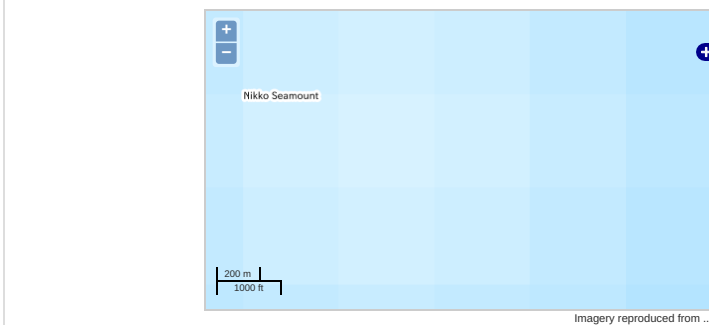 +
−
Nikko Seamount
200 m
1000 ft
Imagery reproduced from ..